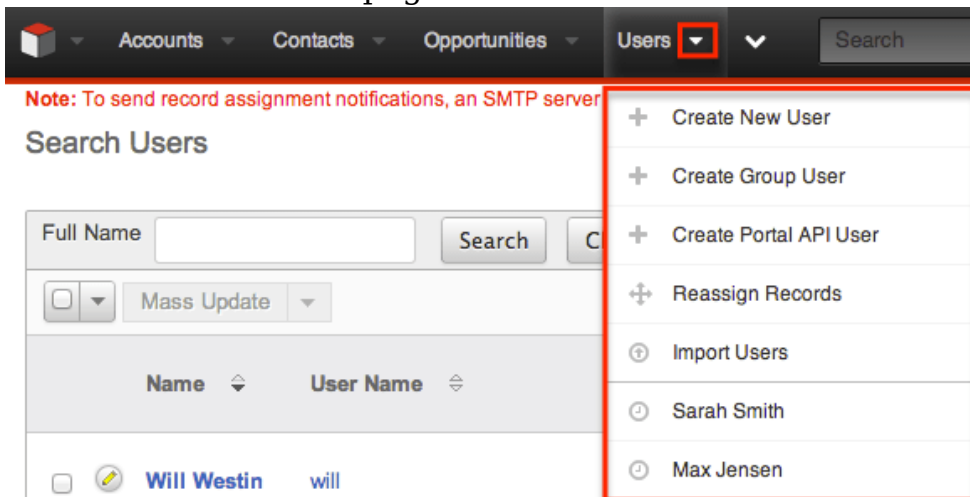 Accounts Contacts Opportunities Users Search
Note: To send record assignment notifications, an SMTP server
Search Users
Create New User
Create Group User
Create Portal API User
Reassign Records
Import Users
Sarah Smith
Max Jensen
Full Name Search
Mass Update
Name User Name
Will Westin will